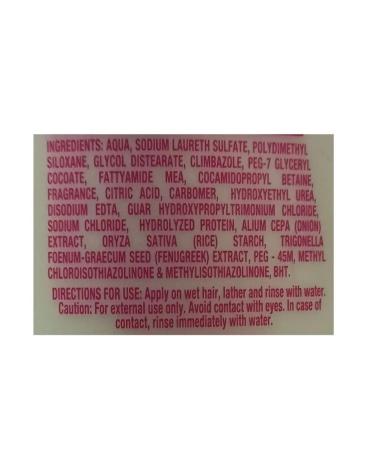 INGREDIENTS: AQUA, SODIUM LAURETH SULFATE, POLYDIMETHYL
SILOXANE, GLYCOL DISTEARATE, CLIMBAZOLE, PEG-7 GLYCERYL
COCOATE, FATTYAMIDE MEA, COCAMIDOPROPYL BETAINE,
FRAGRANCE, CITRIC ACID, CARBOMER, HYDROXYETHYL UREA,
DISODIUM EDTA, GUAR HYDROXYPROPYLTRIMONIUM CHLORIDE,
SODIUM CHLORIDE, HYDROLYZED PROTEIN, ALIUM CEPA (ONION)
EXTRACT, ORYZA SATIVA (RICE) STARCH, TRIGONELLA
FOENUM-GRAECUM SEED (FENUGREEK) EXTRACT, PEG - 45M, METHYL
CHLOROISOTHIAZOLINONE & METHYLISOTHIAZOLINONE, BHT.
DIRECTIONS FOR USE: Apply on wet hair, lather and rinse with water.
Caution: For external use only. Avoid contact with eyes. In case of
contact, rinse immediately with water.